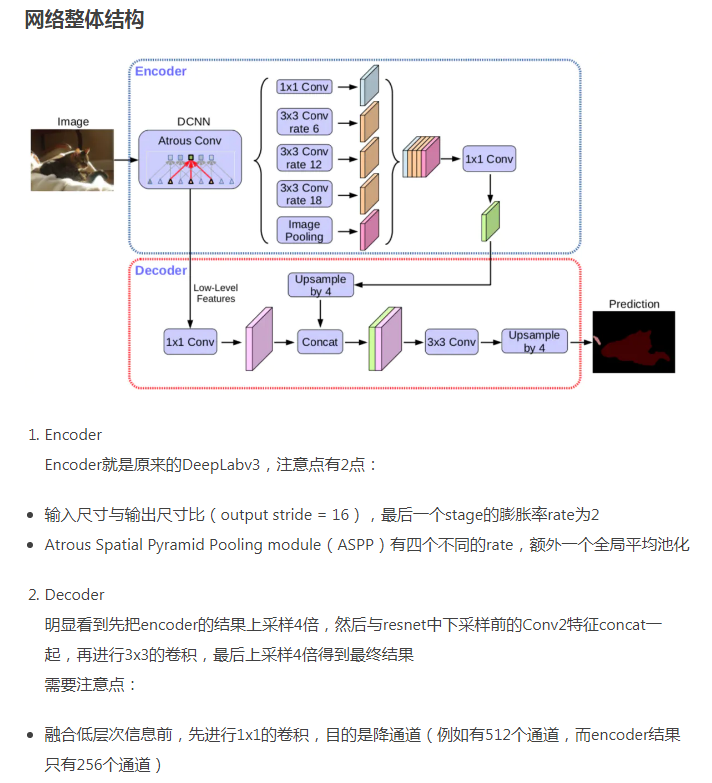 网络整体结构
Encoder
Image
DCNN
Atrous Conv
1x1 Conv
3x3 Conv
rate 6
3x3 Conv
rate 12
3x3 Conv
rate 18
Image
Pooling
1x1 Conv
Decoder
Low-Level
Features
Upsample
by 4
1x1 Conv
Concat
3x3 Conv
Upsample
by 4
Prediction
1. Encoder
Encoder就是原来的DeepLabv3，注意点有2点：
• 输入尺寸与输出尺寸比（output stride = 16），最后一个stage的膨胀率rate为2
• Atrous Spatial Pyramid Pooling module（ASPP）有四个不同的rate，额外一个全局平均池化
2. Decoder
明显看到先把encoder的结果上采样4倍，然后与resnet中下采样前的Conv2特征concat一
起，再进行3x3的卷积，最后上采样4倍得到最终结果
需要注意点：
• 融合低层次信息前，先进行1x1的卷积，目的是降通道（例如有512个通道，而encoder结果
只有256个通道）